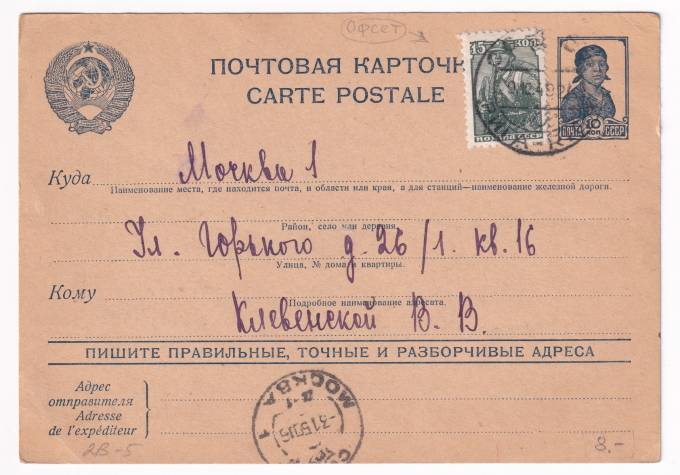 ОФСЕТ
15 КОП.
ПОЧТОВАЯ КАРТОЧК
CARTE POSTALE
ПОЧТА СССР
ПОЧТА 10 КОП. СССР
Куда Москва 1
Наименование места, где находится почта, и области или края, а для станций—наименование железной дороги.
Район, село или деревня.
Ул. Горького д. 26/1. кв. 16
Улица, № дома и квартиры.
Кому
Подробное наименование адресата.
Клевенской В. В.
ПИШИТЕ ПРАВИЛЬНЫЕ, ТОЧНЫЕ И РАЗБОРЧИВЫЕ АДРЕСА
Адрес
отправителя
Adresse
de l'expéditeur
МОСКВА 1
2В-5
3.-